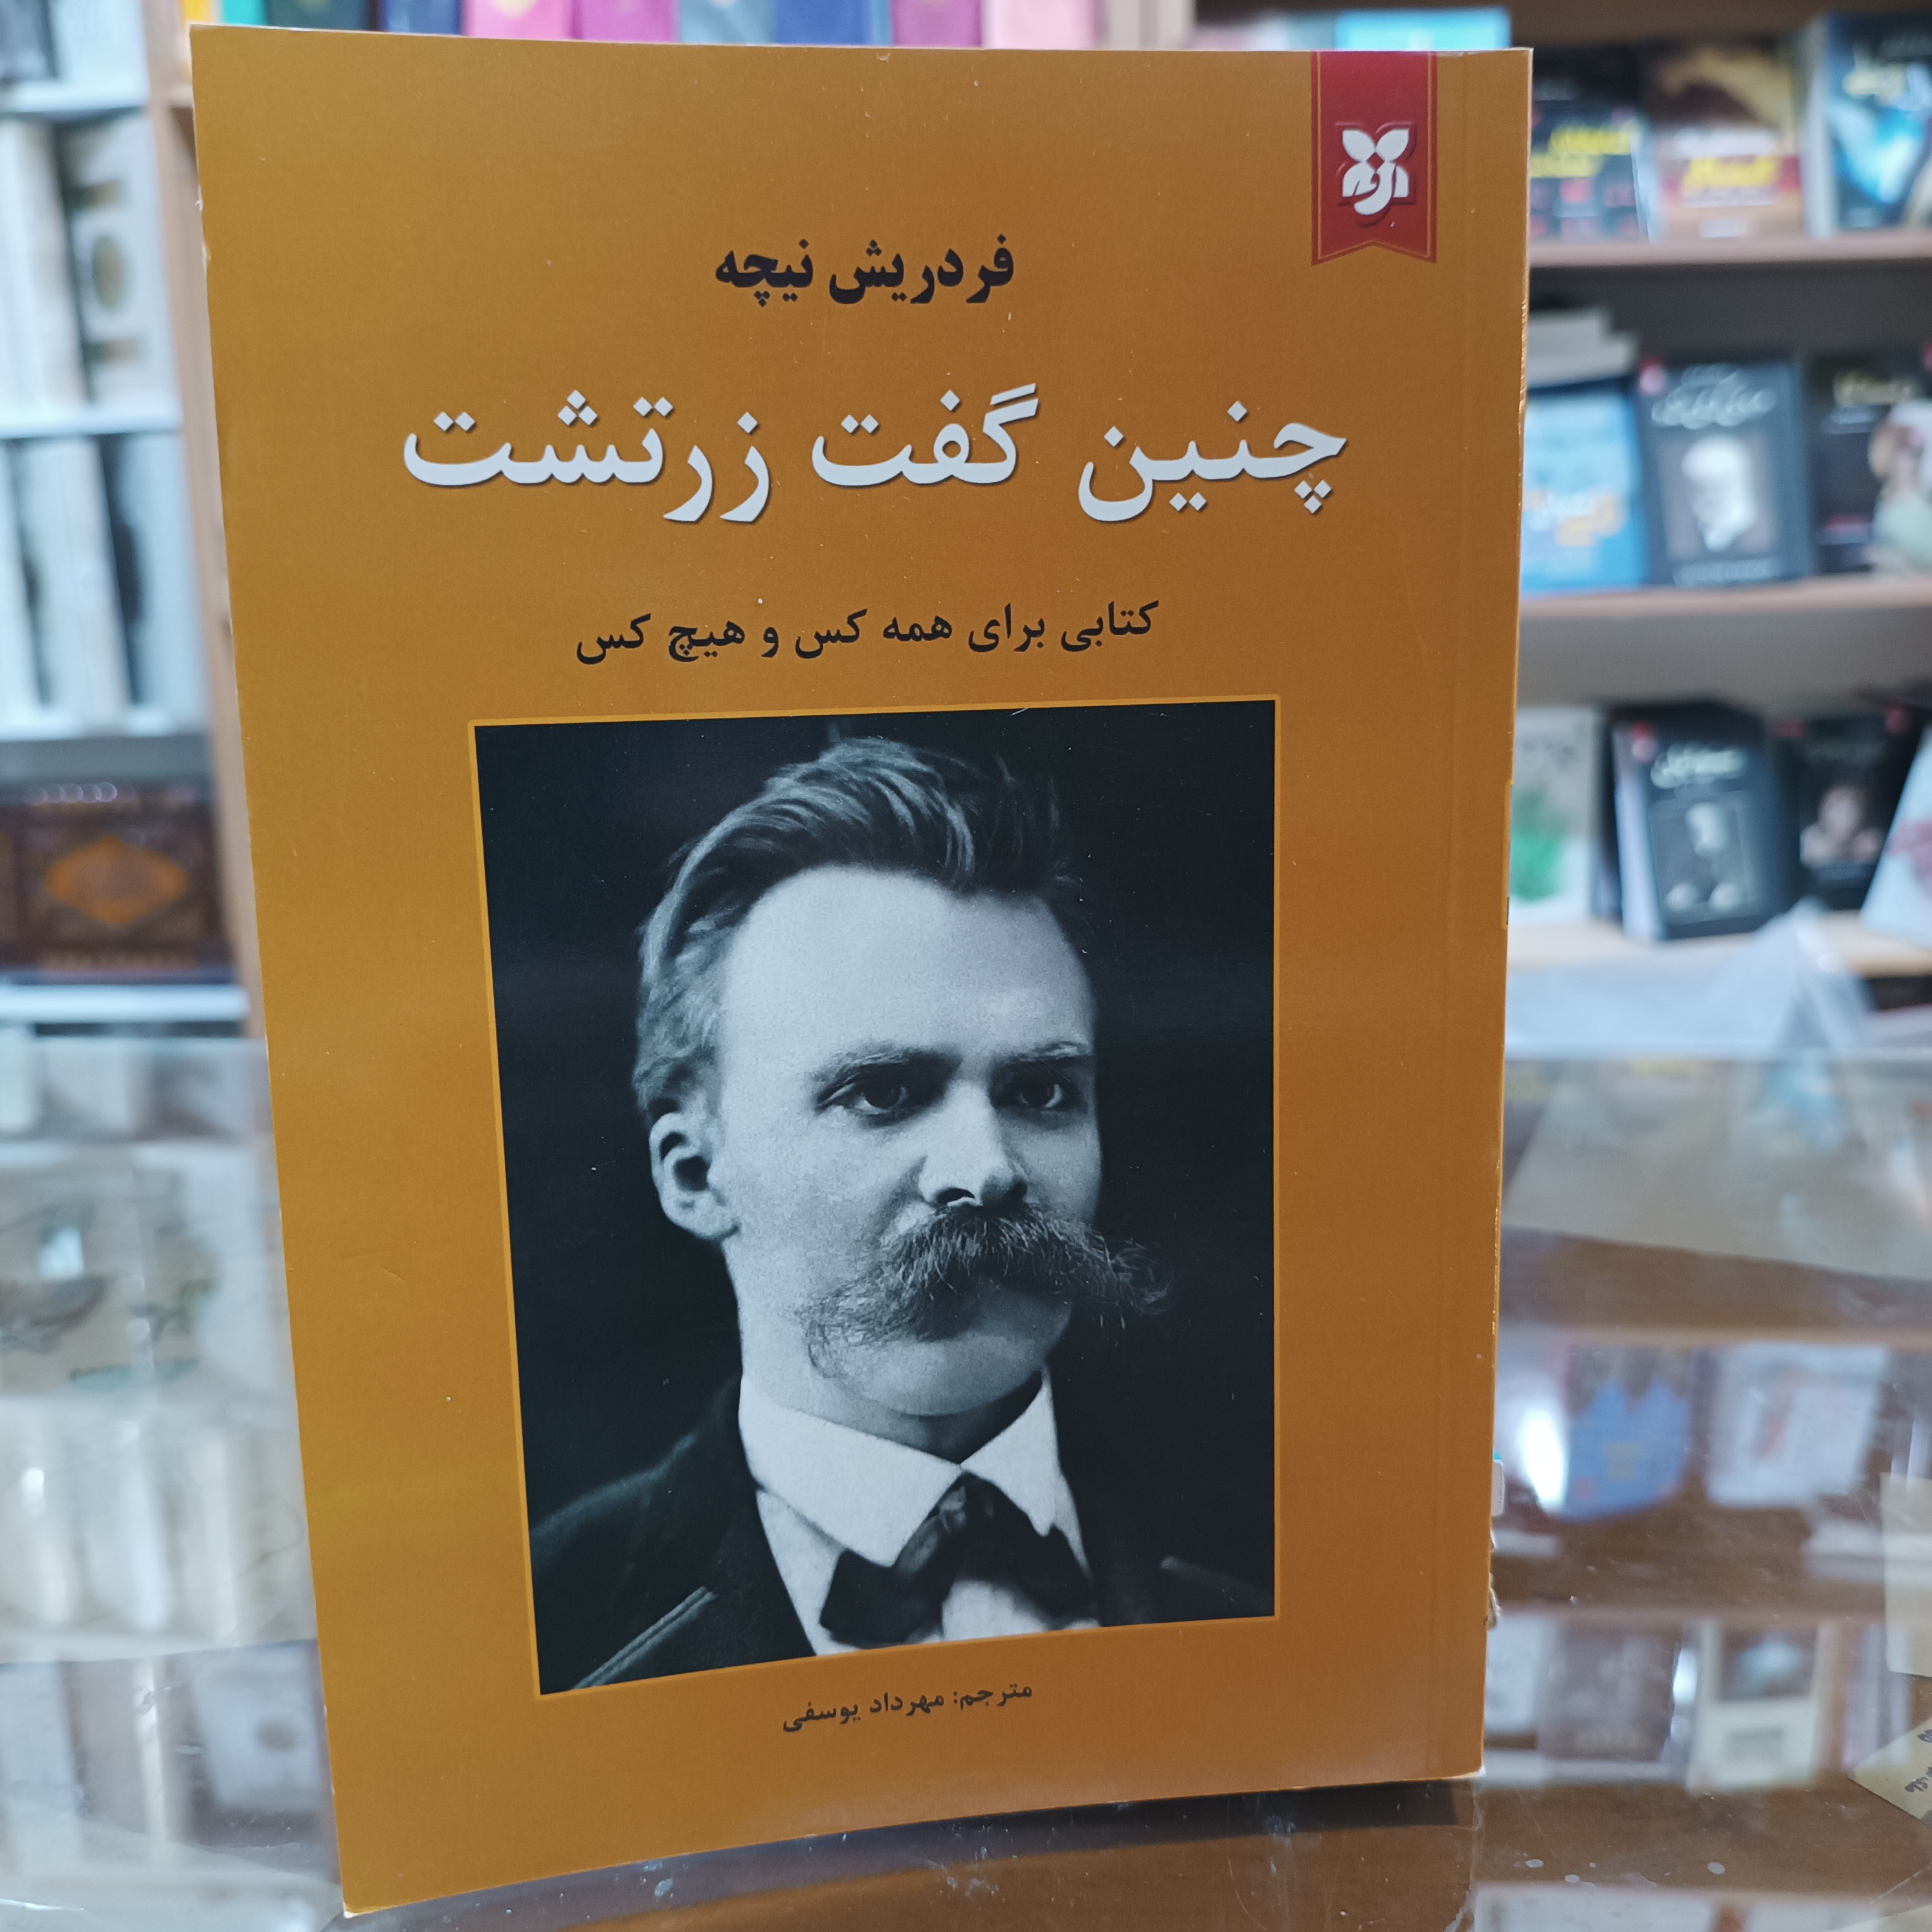 فردریش نیچه
چنین گفت زرتشت
کتابی برای همه کس و هیچ کس
مترجم: مهرداد یوسفی